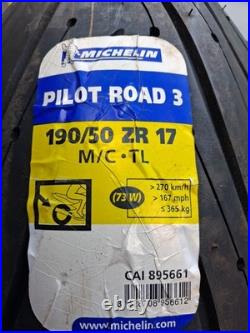 MICHELIN
PILOT ROAD 3
190/50 ZR 17
M/C • TL
(73W)
> 270 km/h
> 167 mph
≤ 365 kg
CAI 895661
www.michelin.com